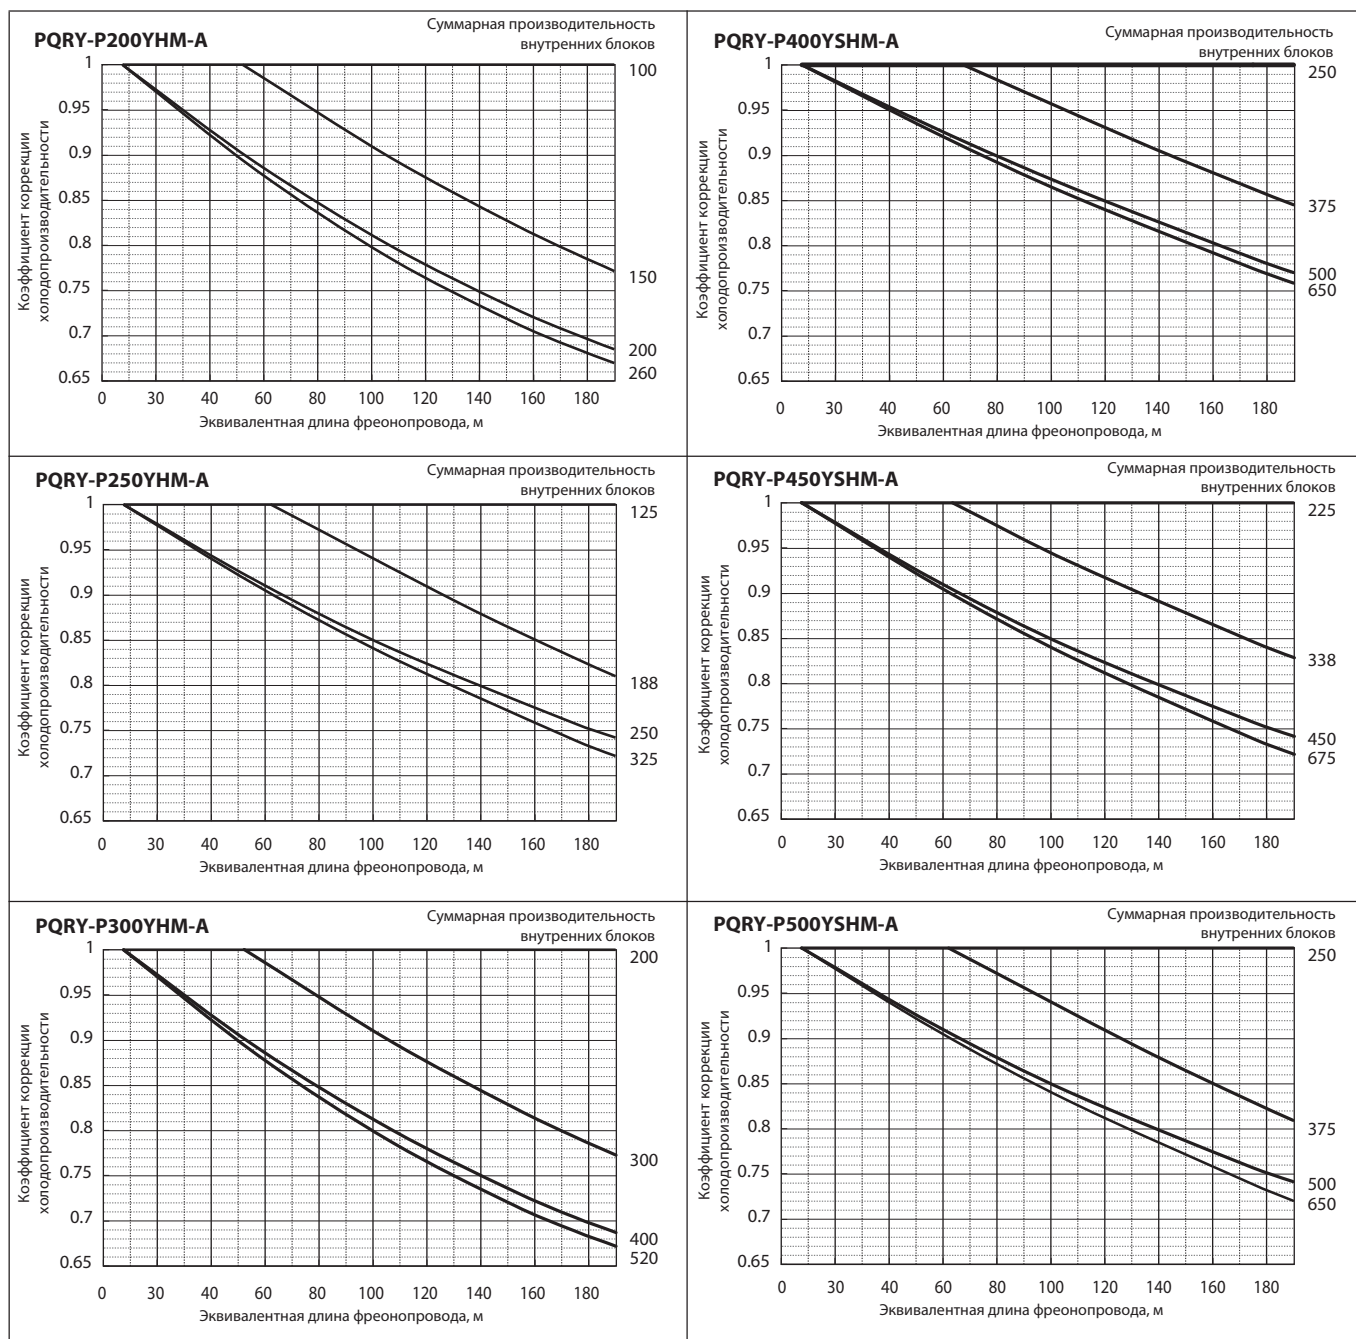 PQRY-P200YHM-A
Суммарная производительность
внутренних блоков
Коэффициент коррекции
холодопроизводительности
1
0.95
0.9
0.85
0.8
0.75
0.7
0.65
100
150
200
260
0 30 40 60 80 100 120 140 160 180
Эквивалентная длина фреонопровода, м
PQRY-P400YSHM-A
Суммарная производительность
внутренних блоков
Коэффициент коррекции
холодопроизводительности
1
0.95
0.9
0.85
0.8
0.75
0.7
0.65
250
375
500
650
0 30 40 60 80 100 120 140 160 180
Эквивалентная длина фреонопровода, м
PQRY-P250YHM-A
Суммарная производительность
внутренних блоков
Коэффициент коррекции
холодопроизводительности
1
0.95
0.9
0.85
0.8
0.75
0.7
0.65
125
188
250
325
0 30 40 60 80 100 120 140 160 180
Эквивалентная длина фреонопровода, м
PQRY-P450YSHM-A
Суммарная производительность
внутренних блоков
Коэффициент коррекции
холодопроизводительности
1
0.95
0.9
0.85
0.8
0.75
0.7
0.65
225
338
450
675
0 30 40 60 80 100 120 140 160 180
Эквивалентная длина фреонопровода, м
PQRY-P300YHM-A
Суммарная производительность
внутренних блоков
Коэффициент коррекции
холодопроизводительности
1
0.95
0.9
0.85
0.8
0.75
0.7
0.65
200
300
400
520
0 30 40 60 80 100 120 140 160 180
Эквивалентная длина фреонопровода, м
PQRY-P500YSHM-A
Суммарная производительность
внутренних блоков
Коэффициент коррекции
холодопроизводительности
1
0.95
0.9
0.85
0.8
0.75
0.7
0.65
250
375
500
650
0 30 40 60 80 100 120 140 160 180
Эквивалентная длина фреонопровода, м